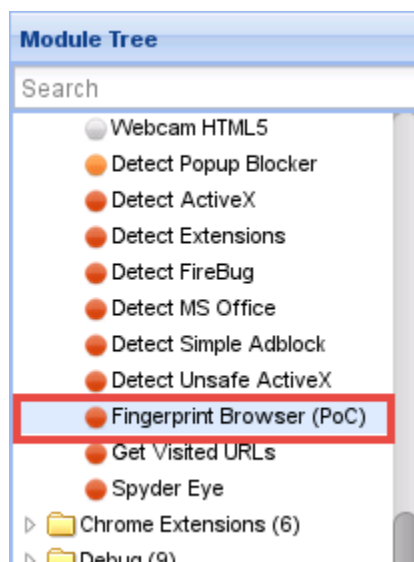 Module Tree
Search
Webcam HTML5
Detect Popup Blocker
Detect ActiveX
Detect Extensions
Detect FireBug
Detect MS Office
Detect Simple Adblock
Detect Unsafe ActiveX
Fingerprint Browser (PoC)
Get Visited URLs
Spyder Eye
Chrome Extensions (6)
Debug (9)